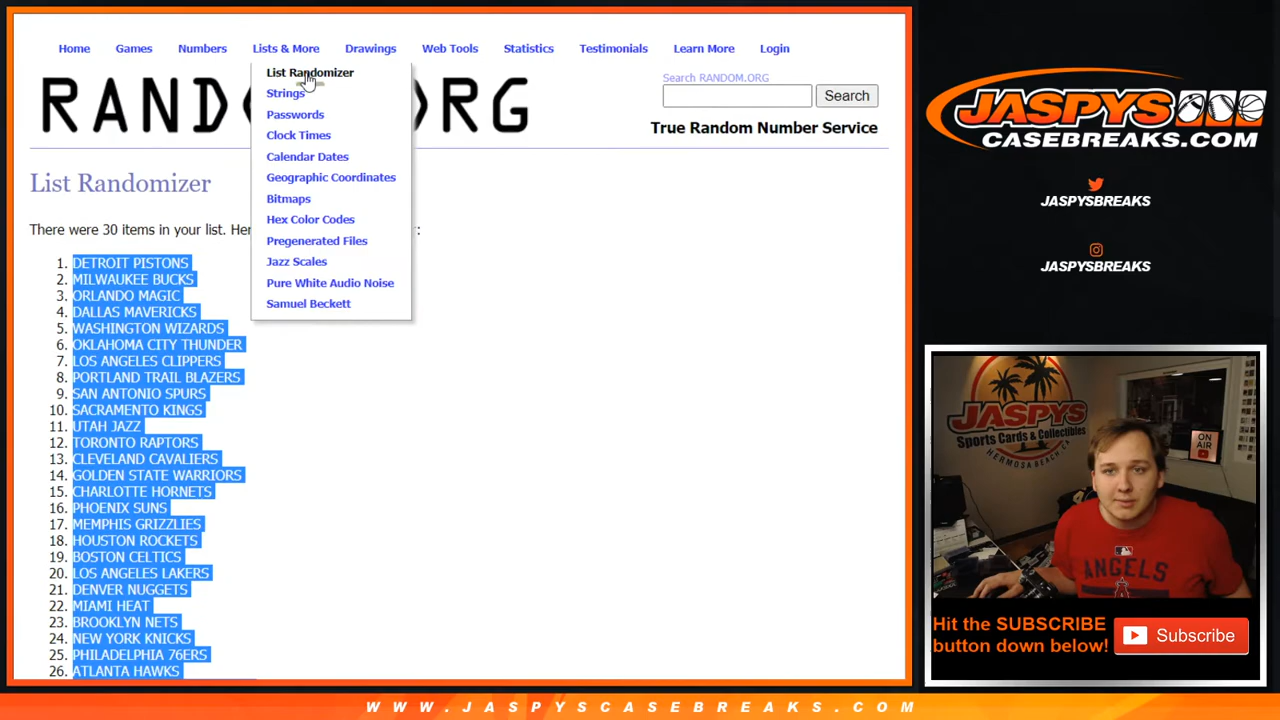 Home Games Numbers Lists & More Drawings Web Tools Statistics Testimonials Learn More Login
List Randomizer
Strings
Passwords
Clock Times
Calendar Dates
Geographic Coordinates
Bitmaps
Hex Color Codes
Pregenerated Files
Jazz Scales
Pure White Audio Noise
Samuel Beckett
Search RANDOM.ORG
Search
True Random Number Service
List Randomizer
There were 30 items in your list. :
1. DETROIT PISTONS
2. MILWAUKEE BUCKS
3. ORLANDO MAGIC
4. DALLAS MAVERICKS
5. WASHINGTON WIZARDS
6. OKLAHOMA CITY THUNDER
7. LOS ANGELES CLIPPERS
8. PORTLAND TRAIL BLAZERS
9. SAN ANTONIO SPURS
10. SACRAMENTO KINGS
11. UTAH JAZZ
12. TORONTO RAPTORS
13. CLEVELAND CAVALIERS
14. GOLDEN STATE WARRIORS
15. CHARLOTTE HORNETS
16. PHOENIX SUNS
17. MEMPHIS GRIZZLIES
18. HOUSTON ROCKETS
19. BOSTON CELTICS
20. LOS ANGELES LAKERS
21. DENVER NUGGETS
22. MIAMI HEAT
23. BROOKLYN NETS
24. NEW YORK KNICKS
25. PHILADELPHIA 76ERS
26. ATLANTA HAWKS
JASPYS
CASEBREAKS.COM
JASPYSBREAKS
JASPYSBREAKS
JASPYS
Sports Cards & Collectibles
HERMOSA BEACH, CA
ON
AIR
ANGELS
Hit the SUBSCRIBE
button down below!
Subscribe
WWW.JASPYSCASEBREAKS.COM